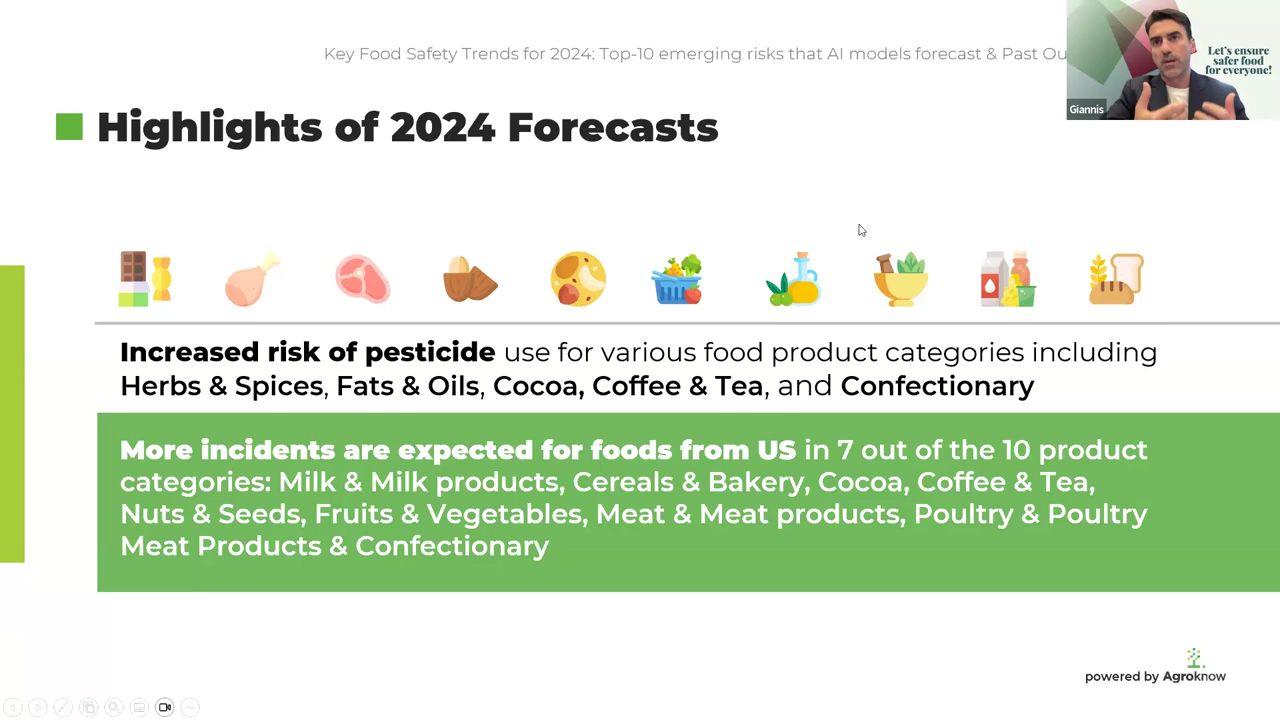 Key Food Safety Trends for 2024: Top-10 emerging risks that AI models forecast & Past
Let's ensure
safer food
for everyone!
Giannis
Highlights of 2024 Forecasts
Increased risk of pesticide use for various food product categories including
Herbs & Spices, Fats & Oils, Cocoa, Coffee & Tea, and Confectionary
More incidents are expected for foods from US in 7 out of the 10 product
categories: Milk & Milk products, Cereals & Bakery, Cocoa, Coffee & Tea,
Nuts & Seeds, Fruits & Vegetables, Meat & Meat products, Poultry & Poultry
Meat Products & Confectionary
powered by Agroknow